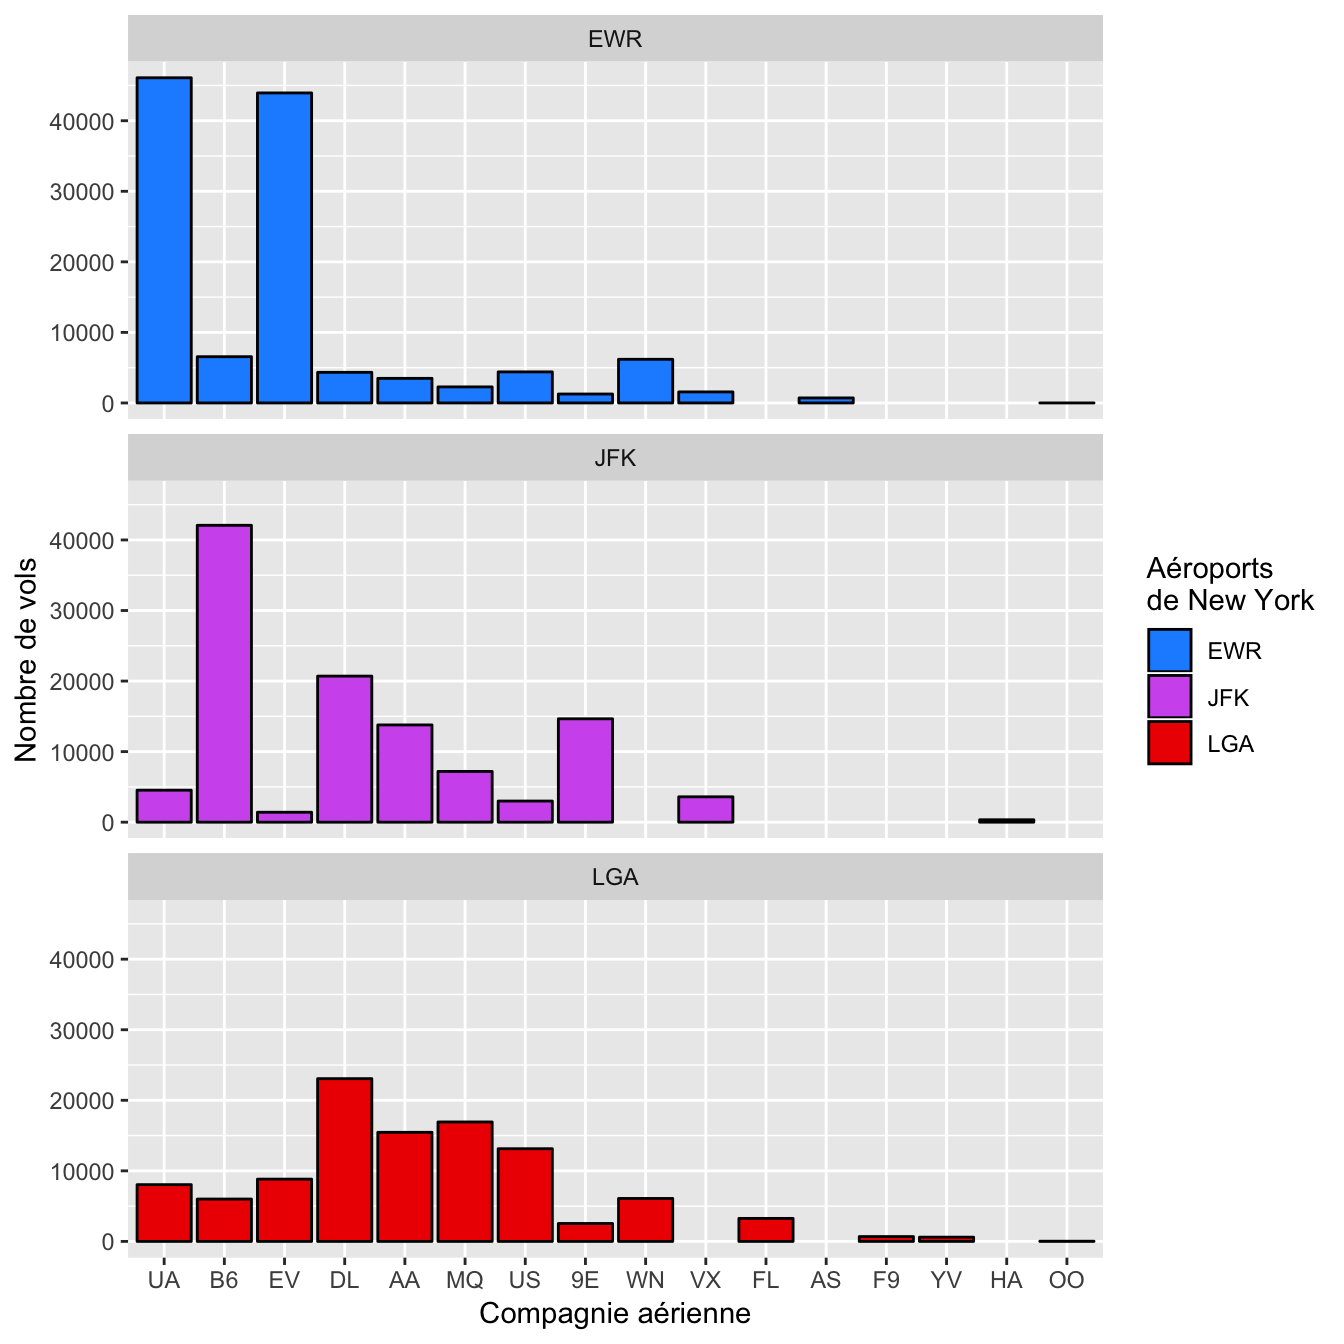 EWR
40000
30000
20000
10000
0
JFK
40000
30000
20000
10000
0
LGA
40000
30000
20000
10000
0
UA B6 EV DL AA MQ US 9E WN VX FL AS F9 YV HA OO
Compagnie aérienne
Nombre de vols
Aéroports
de New York
EWR
JFK
LGA